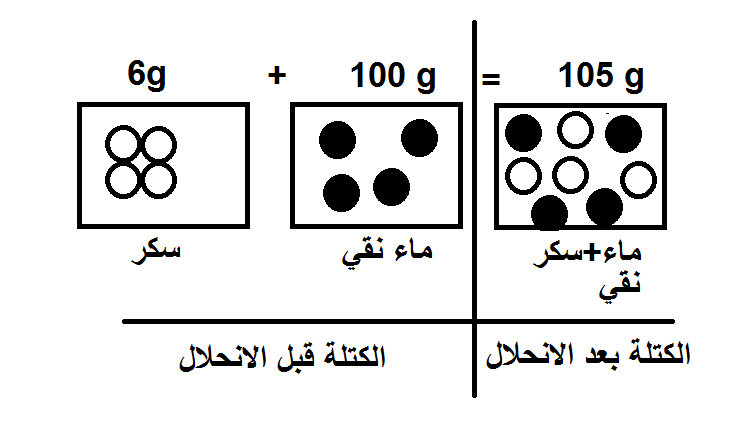 6g + 100 g = 105 g
سكر
ماء نقي
ماء+سكر
نقي
الكتلة قبل الانحلال
الكتلة بعد الانحلال